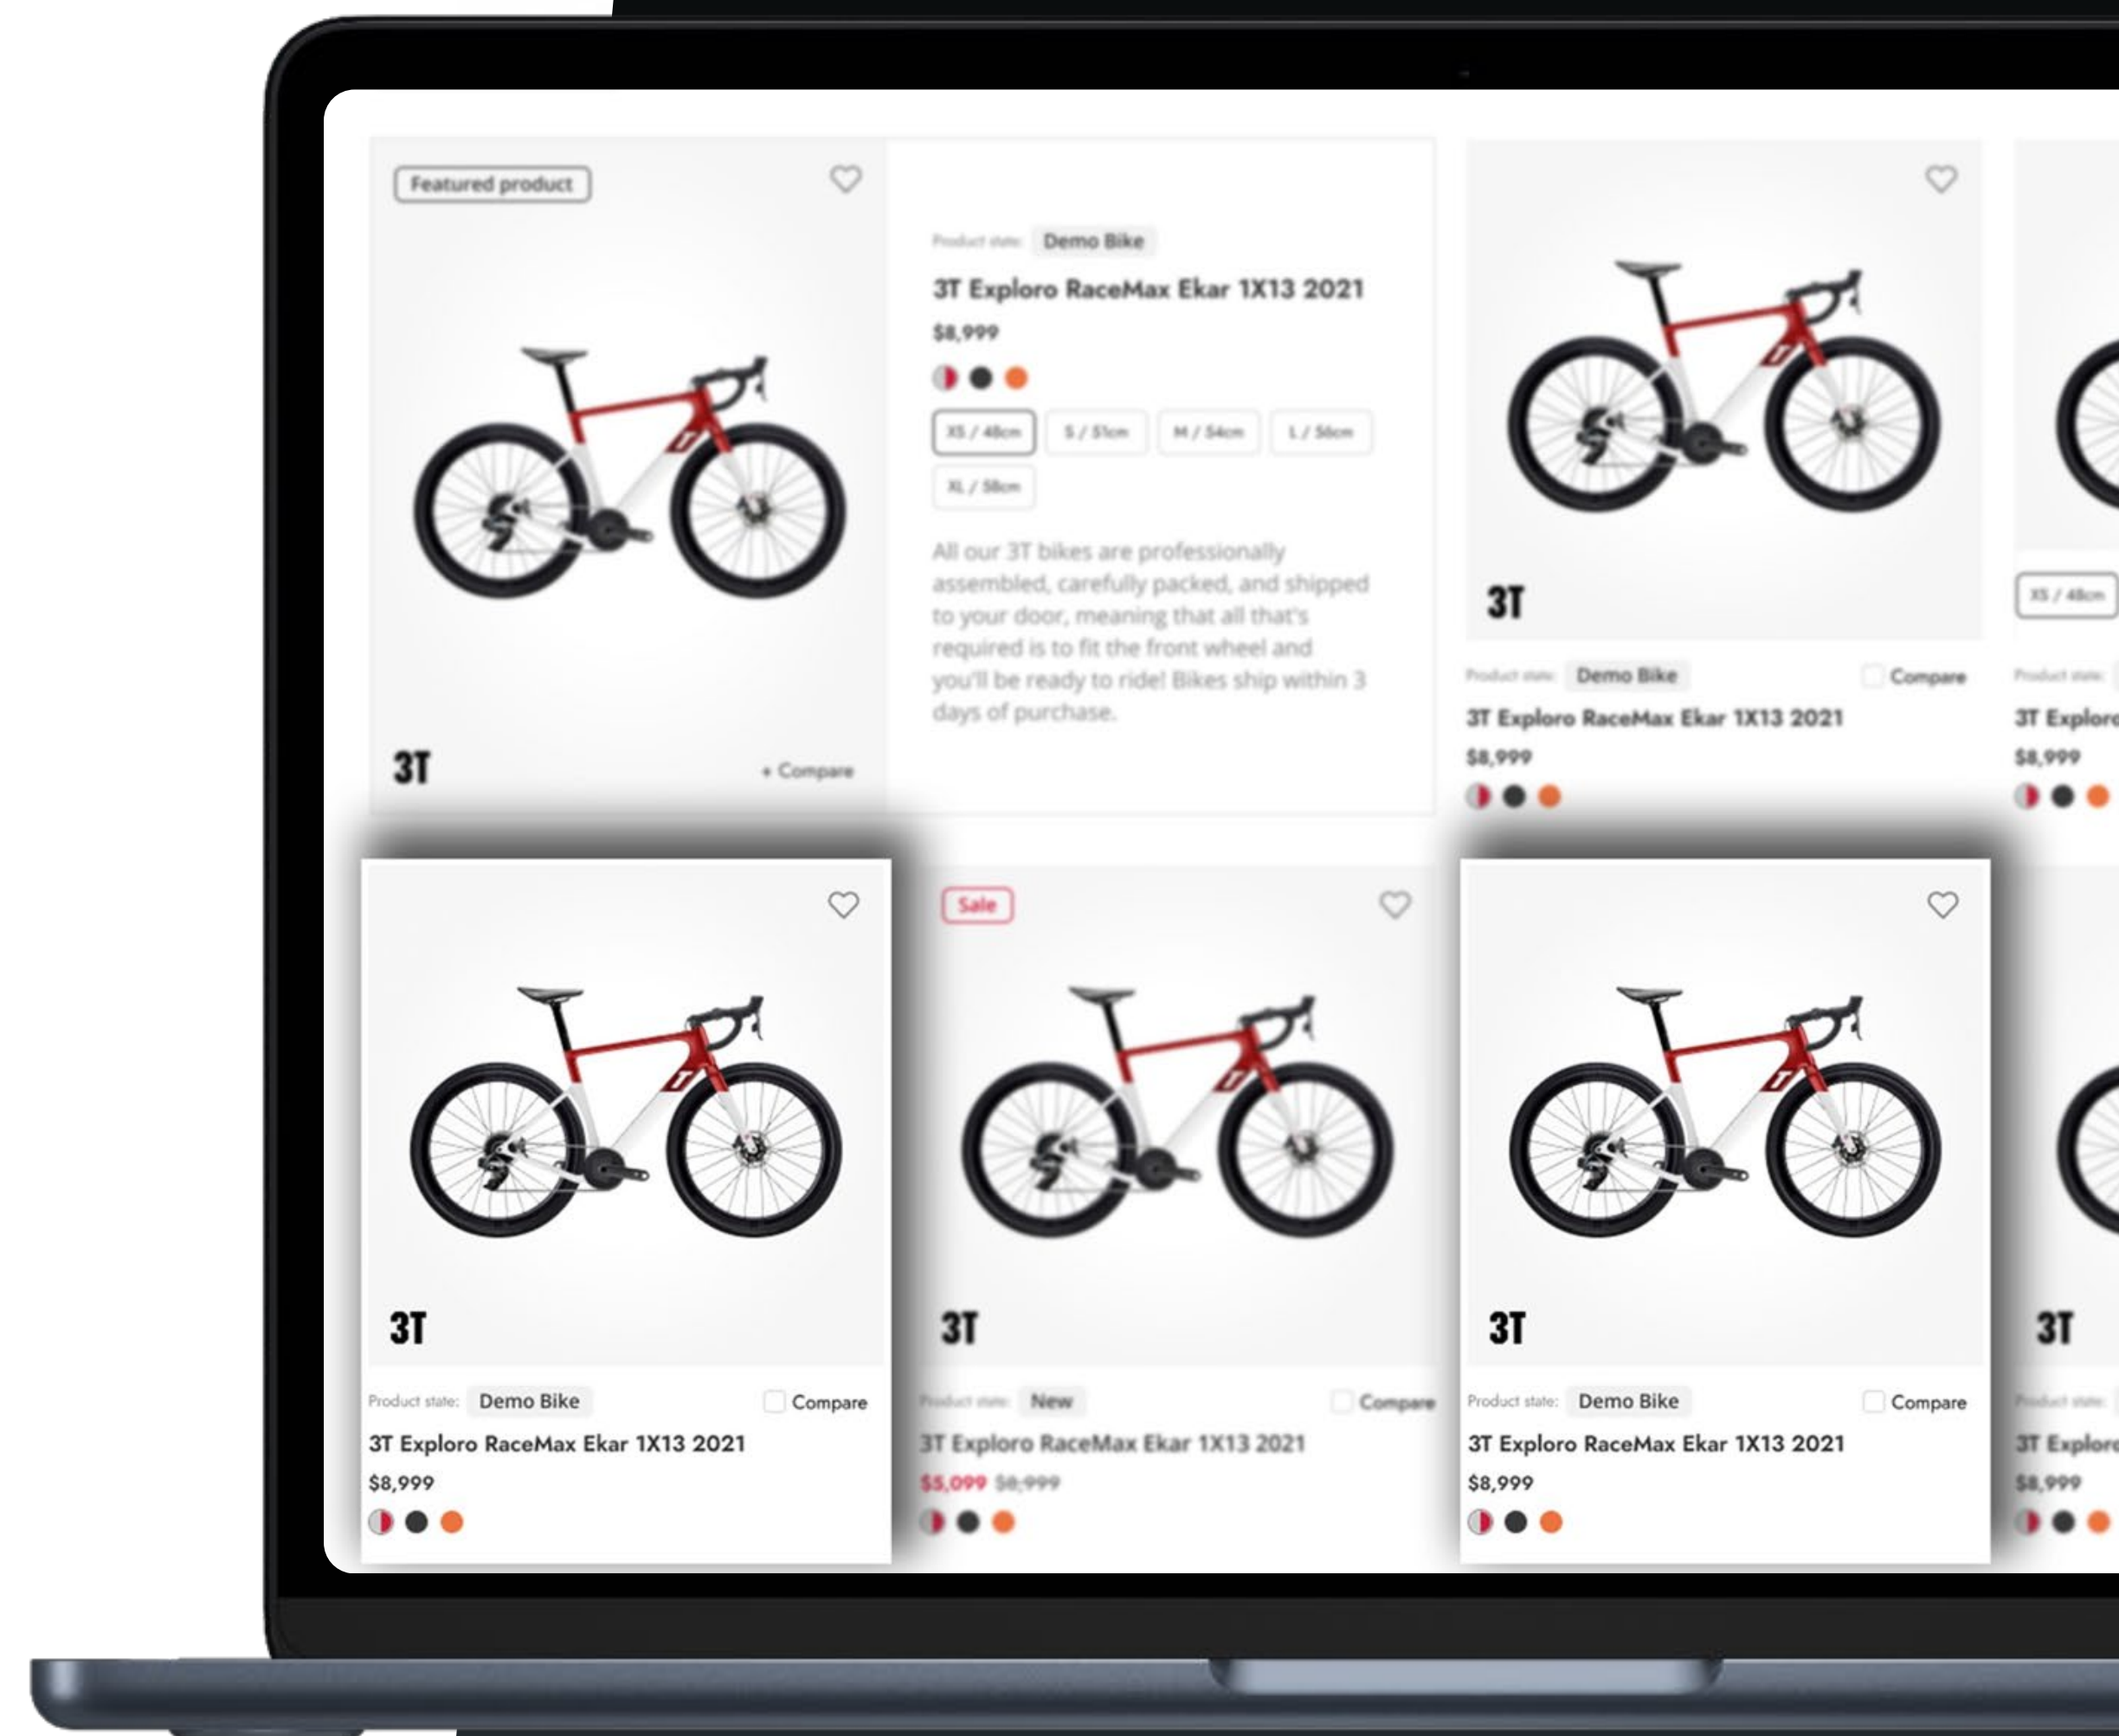 Featured product
3T
+ Compare
Product state: Demo Bike
3T Exploro RaceMax Ekar 1X13 2021
$8,999
XS / 48cm S / 51cm M / 54cm L / 56cm
XL / 58cm
All our 3T bikes are professionally
assembled, carefully packed, and shipped
to your door, meaning that all that's
required is to fit the front wheel and
you'll be ready to ride! Bikes ship within 3
days of purchase.
T
3T
Product state: Demo Bike Compare
3T Exploro RaceMax Ekar 1X13 2021
$8,999
XS / 48cm
Product state:
3T Explor
$8,999
3T
Product state: Demo Bike Compare
3T Exploro RaceMax Ekar 1X13 2021
$8,999
Sale
3T
Product state: New Compare
3T Exploro RaceMax Ekar 1X13 2021
$5,099 $8,999
3T
Product state: Demo Bike Compare
3T Exploro RaceMax Ekar 1X13 2021
$8,999
3T
Product state:
3T Explor
$8,999